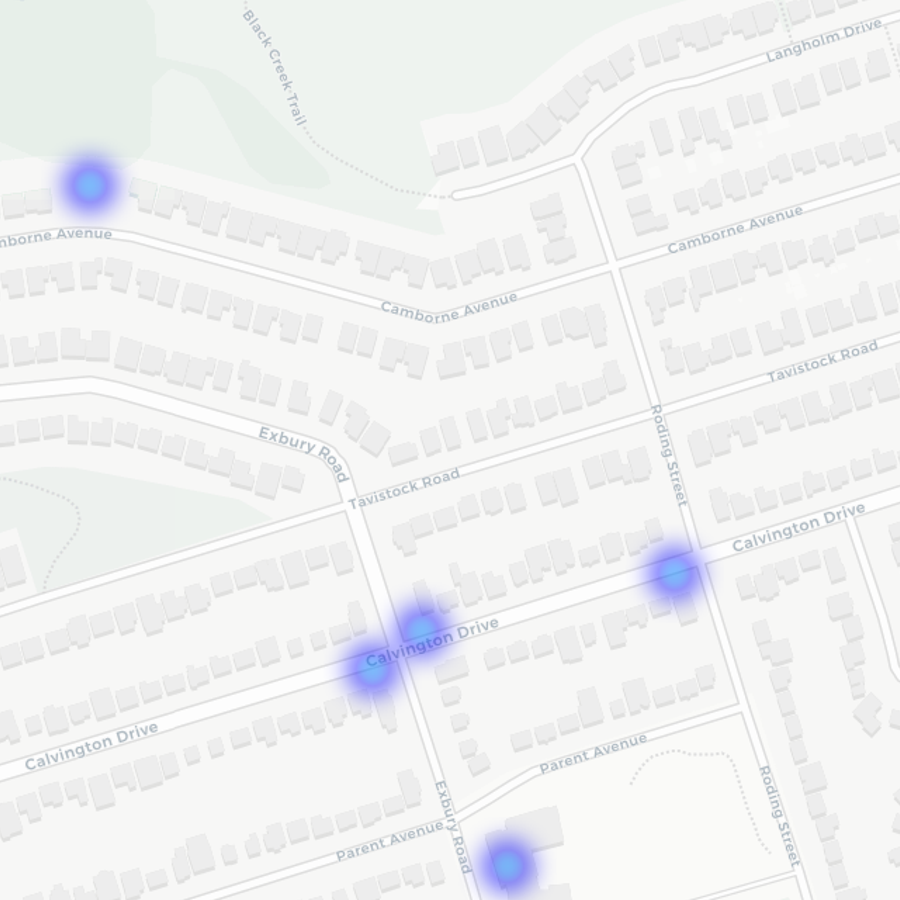 Black Creek Trail
Langholm Drive
Camborne Avenue
nborne Avenue
Camborne Avenue
Tavistock Road
Roding Street
Exbury Road
Tavistock Road
Calvington Drive
Calvington Drive
Calvington Drive
Parent Avenue
Exbury Road
Roding Street
Parent Avenue